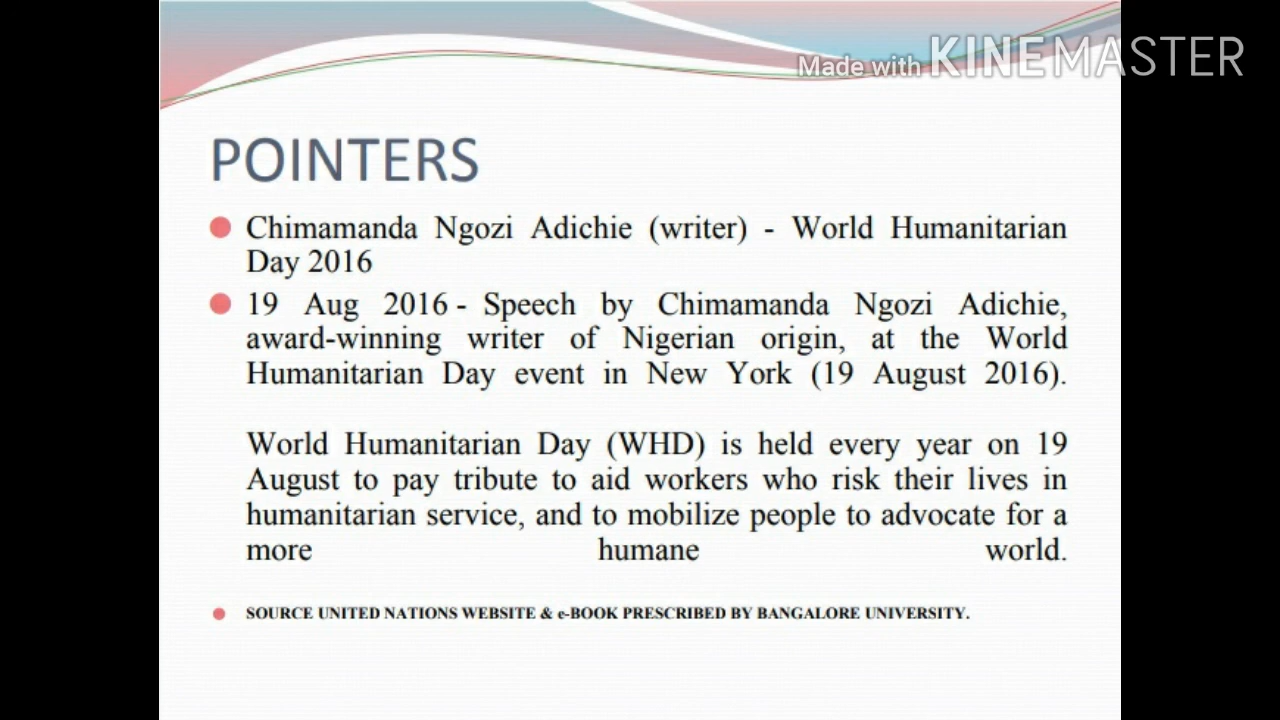 Made with KINEMASTER
POINTERS
Chimamanda Ngozi Adichie (writer) - World Humanitarian
Day 2016
19 Aug 2016 - Speech by Chimamanda Ngozi Adichie,
award-winning writer of Nigerian origin, at the World
Humanitarian Day event in New York (19 August 2016).
World Humanitarian Day (WHD) is held every year on 19
August to pay tribute to aid workers who risk their lives in
humanitarian service, and to mobilize people to advocate for a
more humane world.
SOURCE UNITED NATIONS WEBSITE & e-BOOK PRESCRIBED BY BANGALORE UNIVERSITY.